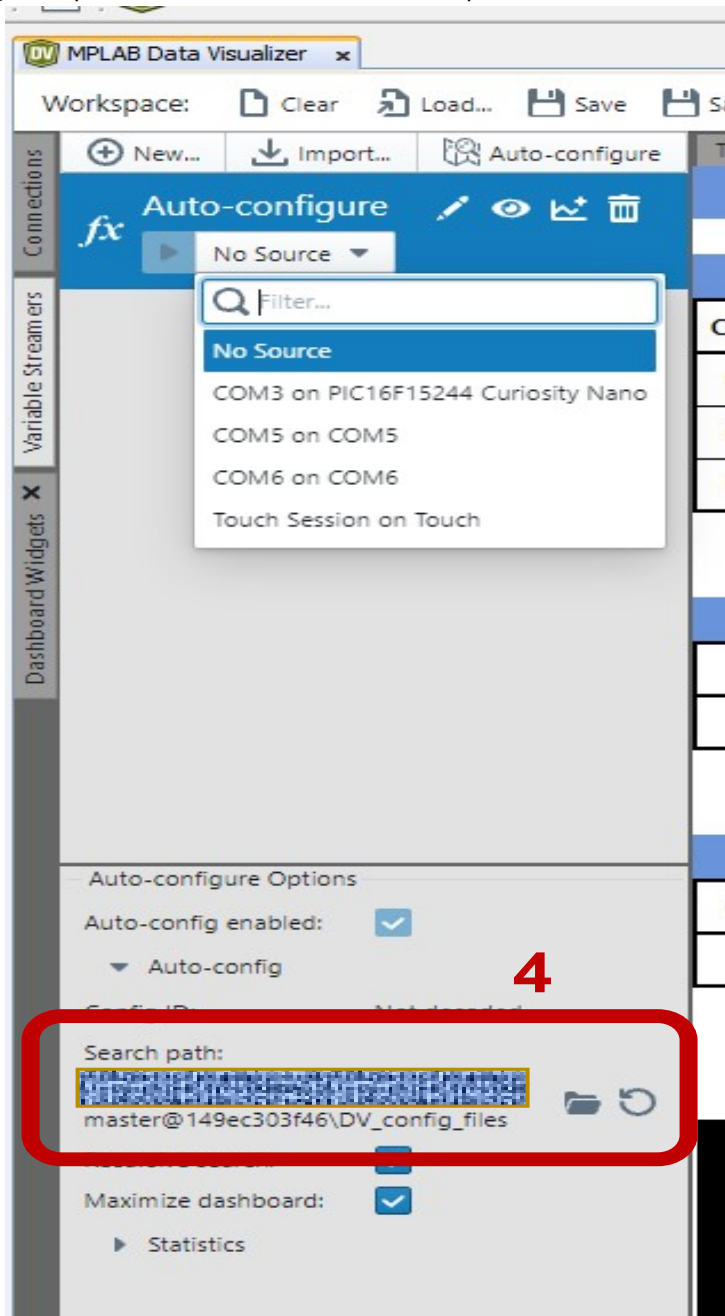 DV MPLAB Data Visualizer x
Workspace: Clear Load... Save
New... Import... Auto-configure
Connections
Variable Streamers
Dashboard Widgets
fx Auto-configure
No Source
Filter...
No Source
COM3 on PIC16F15244 Curiosity Nano
COM5 on COM5
COM6 on COM6
Touch Session on Touch
Auto-configure Options
Auto-config enabled:
Auto-config
4
Search path:
master@149ec303f46\DV_config_files
Maximize dashboard:
Statistics